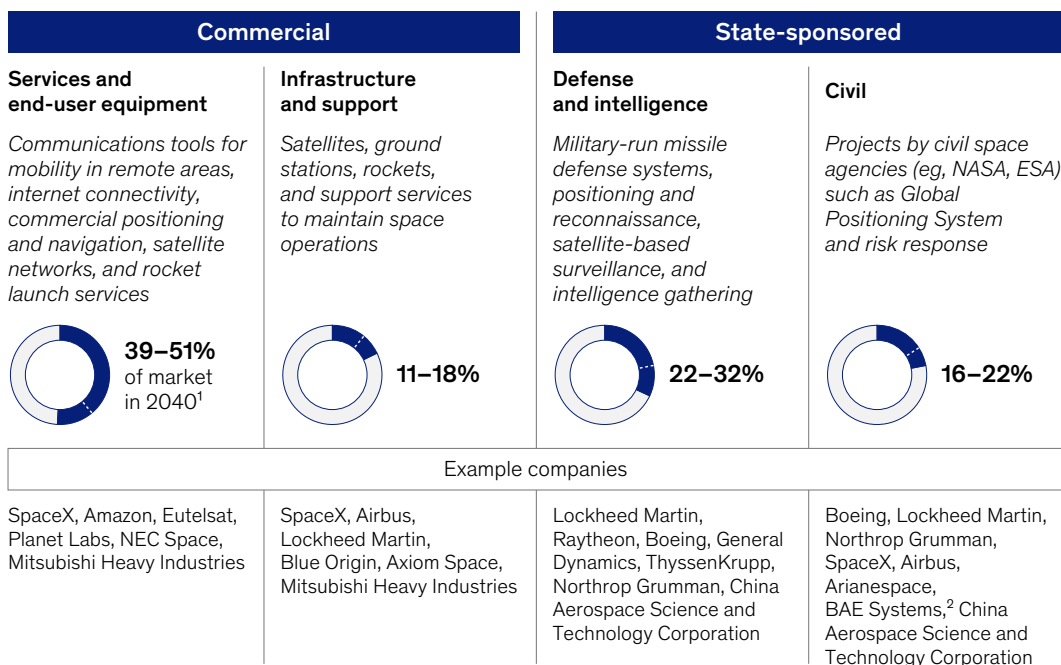 Commercial
State-sponsored
Services and
end-user equipment
Communications tools for
mobility in remote areas,
internet connectivity,
commercial positioning
and navigation, satellite
networks, and rocket
launch services
39–51%
of market
in 2040¹
Infrastructure
and support
Satellites, ground
stations, rockets,
and support services
to maintain space
operations
11–18%
Defense
and intelligence
Military-run missile
defense systems,
positioning and
reconnaissance,
satellite-based
surveillance, and
intelligence gathering
22–32%
Civil
Projects by civil space
agencies (eg, NASA, ESA)
such as Global
Positioning System
and risk response
16–22%
Example companies
SpaceX, Amazon, Eutelsat,
Planet Labs, NEC Space,
Mitsubishi Heavy Industries
SpaceX, Airbus,
Lockheed Martin,
Blue Origin, Axiom Space,
Mitsubishi Heavy Industries
Lockheed Martin,
Raytheon, Boeing, General
Dynamics, ThyssenKrupp,
Northrop Grumman, China
Aerospace Science and
Technology Corporation
Boeing, Lockheed Martin,
Northrop Grumman,
SpaceX, Airbus,
Arianespace,
BAE Systems,² China
Aerospace Science and
Technology Corporation